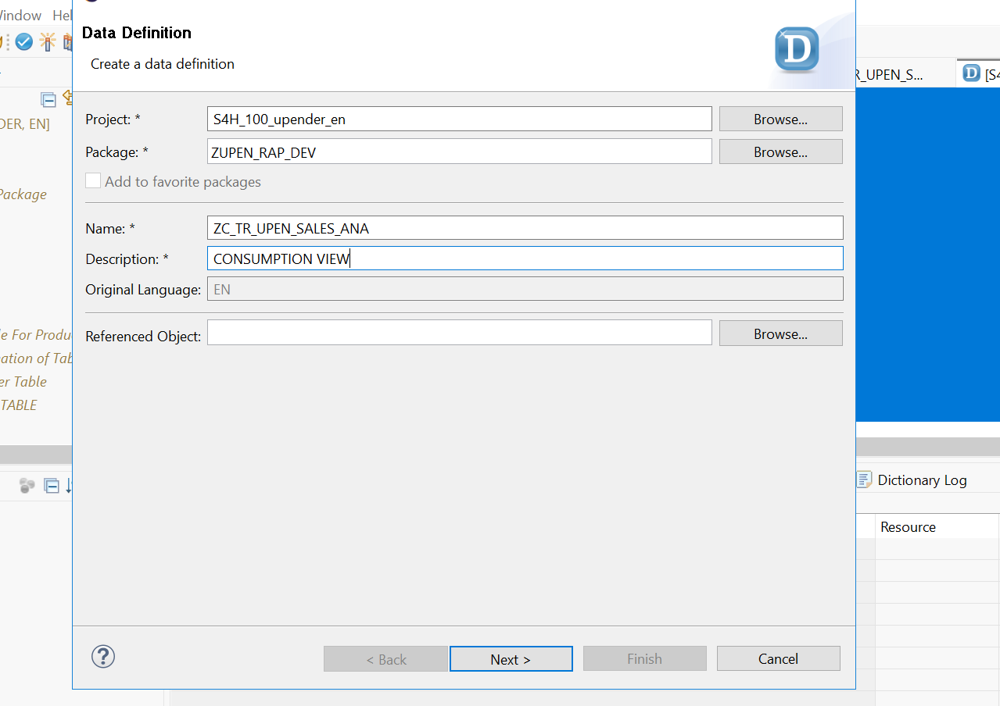 Window Hel
Data Definition
Create a data definition
D
R_UPEN_S...
D [S4
DER, EN]
Project: * S4H_100_upender_en Browse...
Package: * ZUPEN_RAP_DEV Browse...
Add to favorite packages
Package
Name: * ZC_TR_UPEN_SALES_ANA
Description: * CONSUMPTION VIEW
Original Language: EN
Referenced Object: Browse...
e For Produ
ation of Tab
er Table
TABLE
Dictionary Log
Resource
?
< Back Next > Finish Cancel